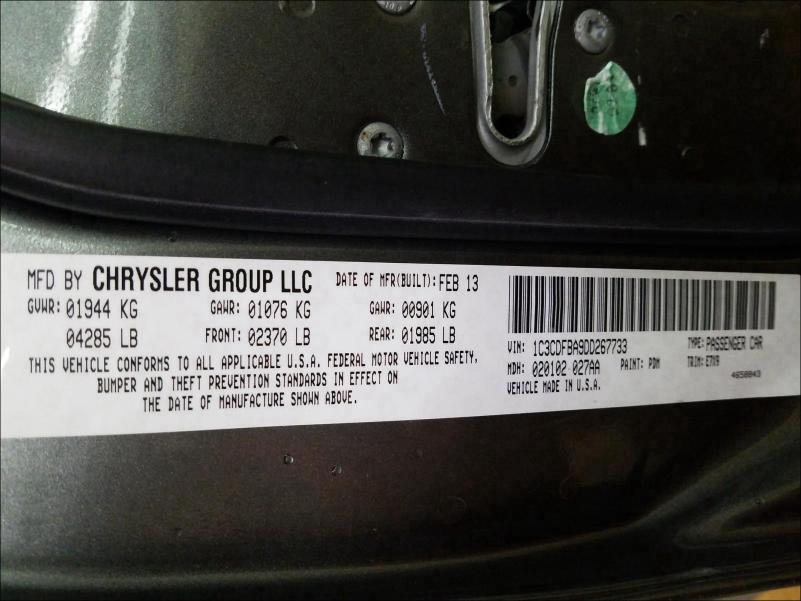 MFD BY CHRYSLER GROUP LLC DATE OF MFR(BUILT): FEB 13
GVWR: 01944 KG GAWR: 01076 KG GAWR: 00901 KG
04285 LB FRONT: 02370 LB REAR: 01985 LB
THIS VEHICLE CONFORMS TO ALL APPLICABLE U.S.A. FEDERAL MOTOR VEHICLE SAFETY,
BUMPER AND THEFT PREVENTION STANDARDS IN EFFECT ON
THE DATE OF MANUFACTURE SHOWN ABOVE.
VIN: 1C3CDFBA9DD267733 TYPE: PASSENGER CAR
MDH: 020102 027AA PAINT: PDM TRIM: E7X9
VEHICLE MADE IN U.S.A. 4658843